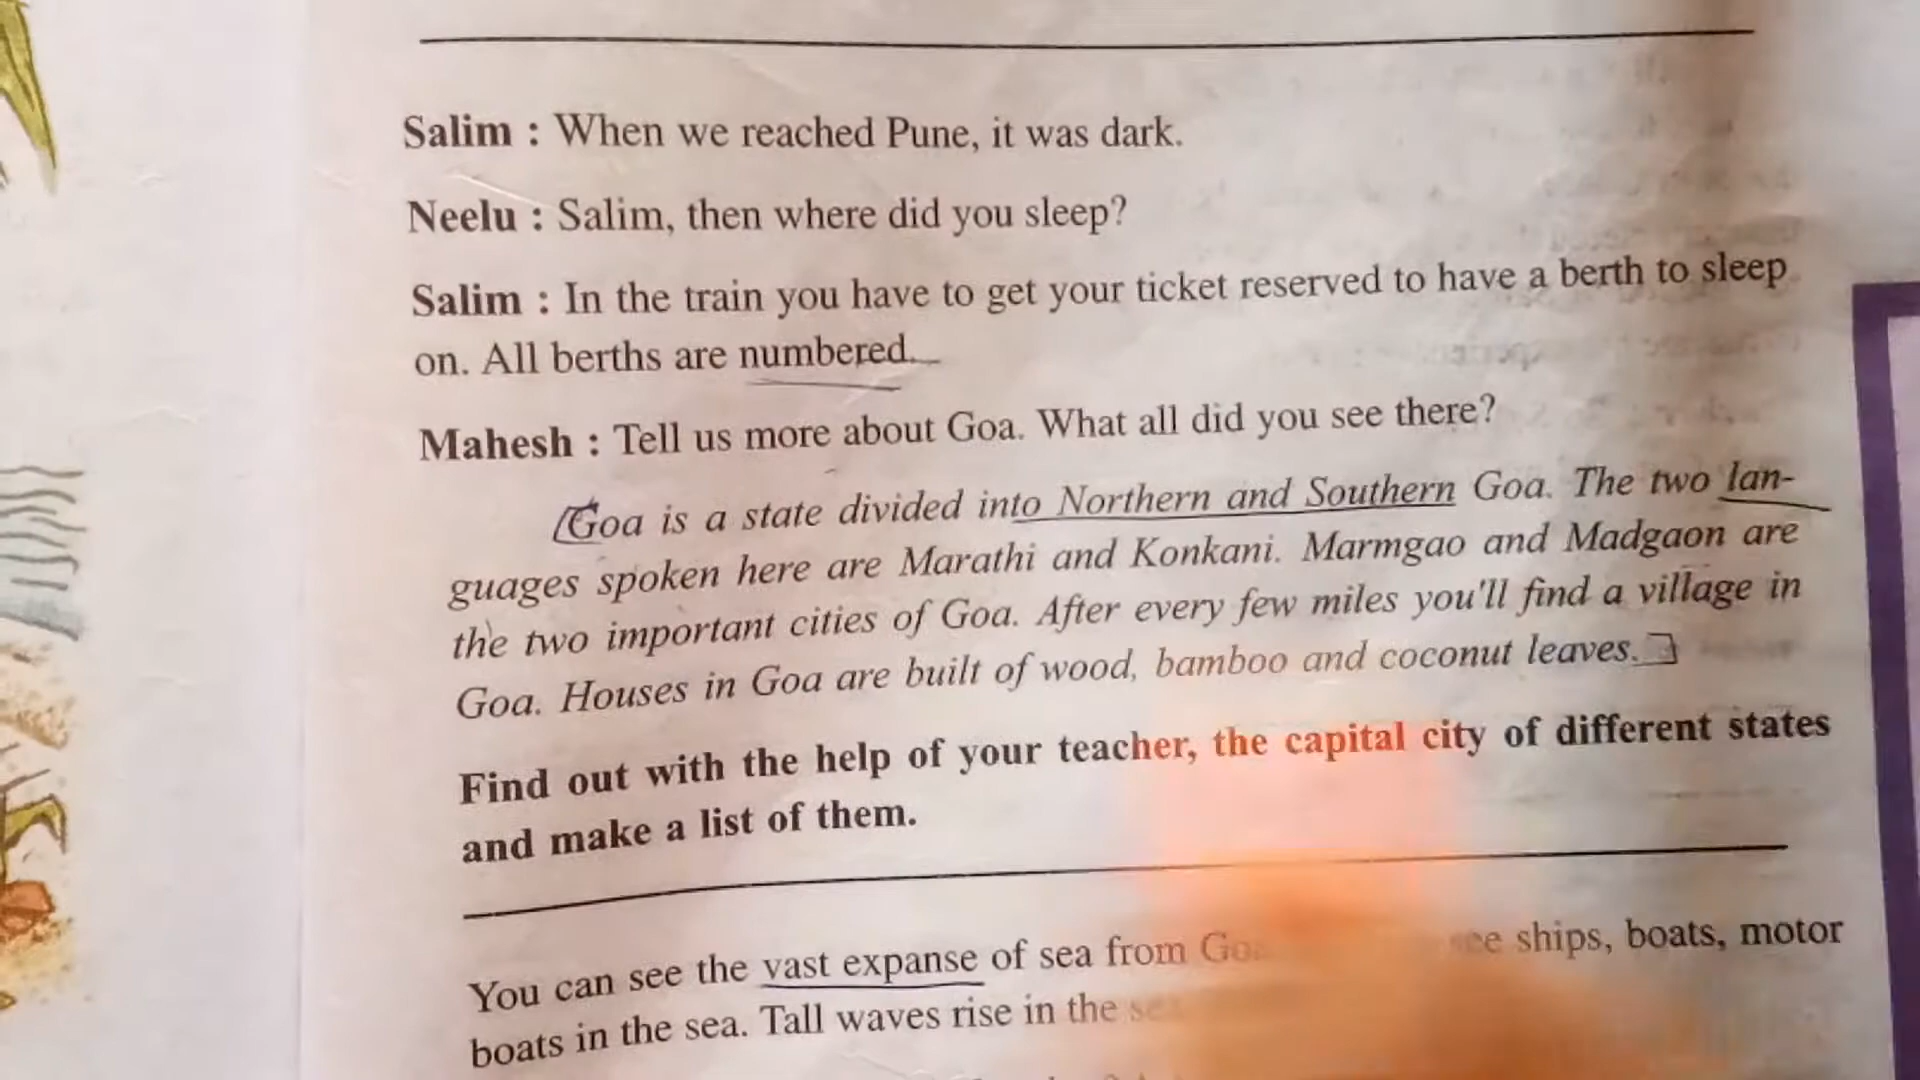 Salim : When we reached Pune, it was dark.
Neelu : Salim, then where did you sleep?
Salim : In the train you have to get your ticket reserved to have a berth to sleep
on. All berths are numbered.
Mahesh : Tell us more about Goa. What all did you see there?
Goa is a state divided into Northern and Southern Goa. The two lan-
guages spoken here are Marathi and Konkani. Marmgao and Madgaon are
the two important cities of Goa. After every few miles you'll find a village in
Goa. Houses in Goa are built of wood, bamboo and coconut leaves.
Find out with the help of your teacher, the capital city of different states
and make a list of them.
You can see the vast expanse of sea from see ships, boats, motor
boats in the sea. Tall waves rise in the